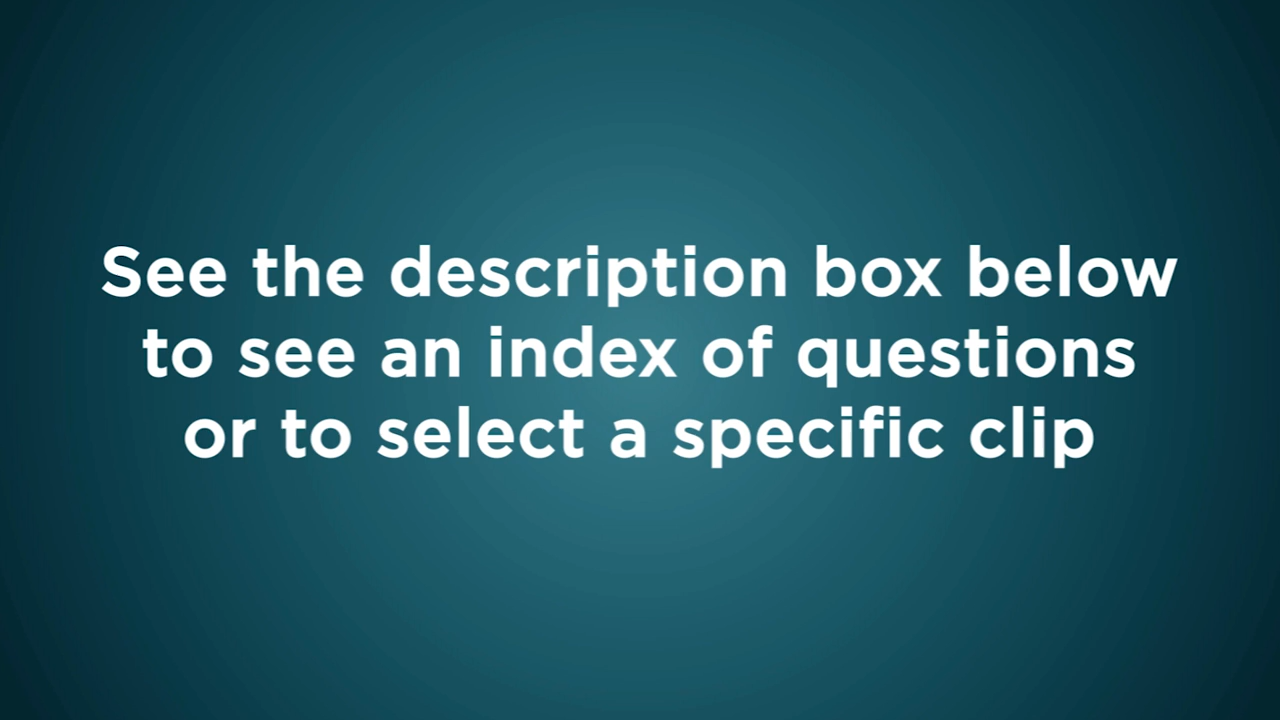 See the description box below
to see an index of questions
or to select a specific clip